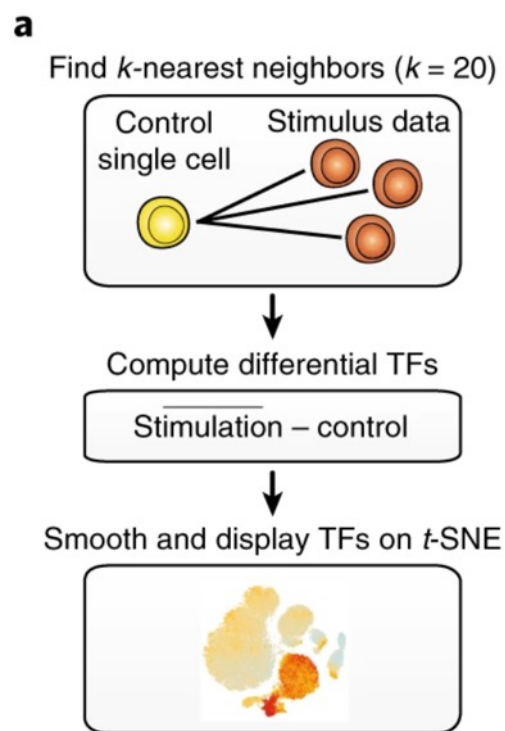 a
Find k-nearest neighbors (k = 20)
Control Stimulus data
single cell
Compute differential TFs
Stimulation – control
Smooth and display TFs on t-SNE